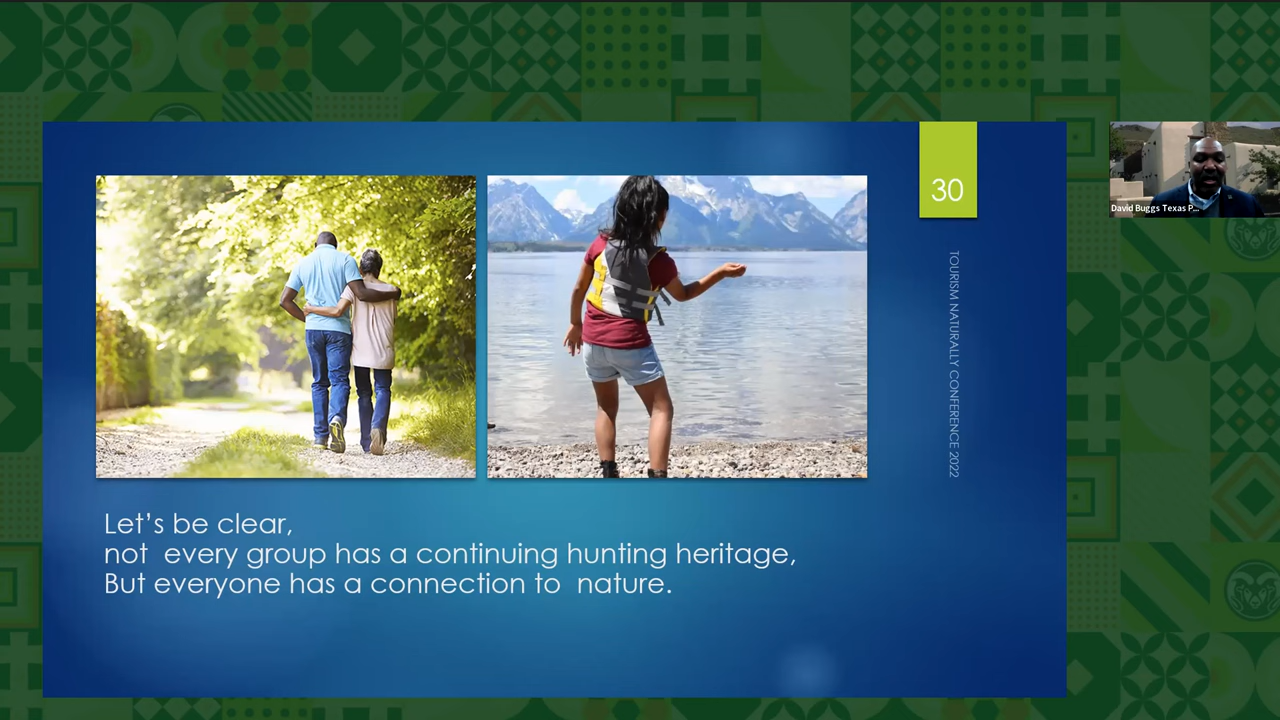 30
TOURISM NATURALLY CONFERENCE 2022
David Buggs Texas P...
Let's be clear,
not  every group has a continuing hunting heritage,
But everyone has a connection to  nature.